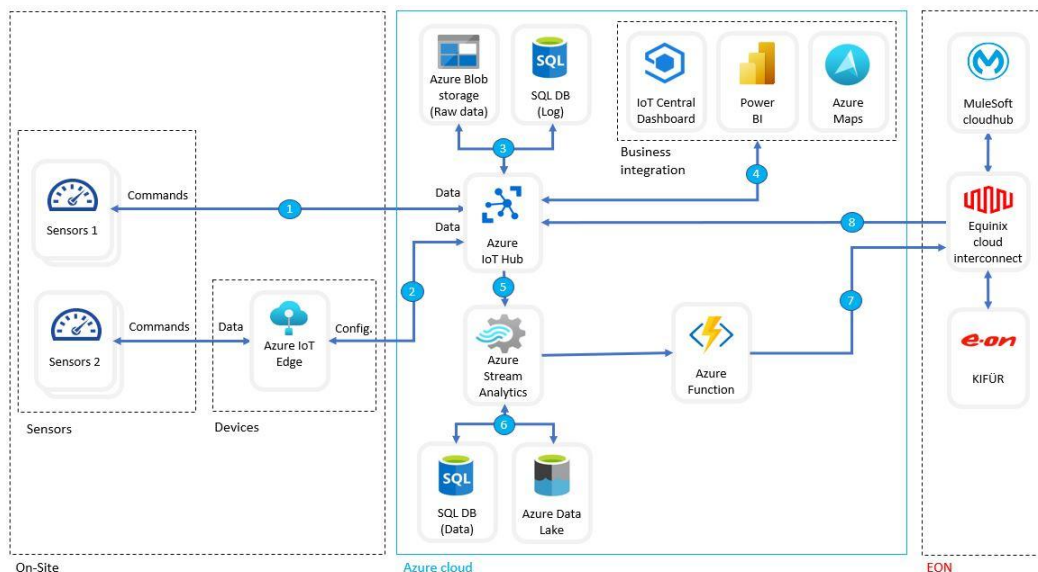 Azure Blob
storage
(Raw data)
SQL
SQL DB
(Log)
IoT Central
Dashboard
Power
BI
Azure
Maps
Business
integration
MuleSoft
cloudhub
3
4
Sensors 1
Commands
1
Data
Data
Azure
IoT Hub
8
Equinix
cloud
interconnect
2
5
7
Sensors 2
Commands
Data
Azure IoT
Edge
Config.
Azure
Stream
Analytics
Azure
Function
e·on
KIFÜR
Sensors
Devices
6
SQL
SQL DB
(Data)
Azure Data
Lake
On-Site
Azure cloud
EON